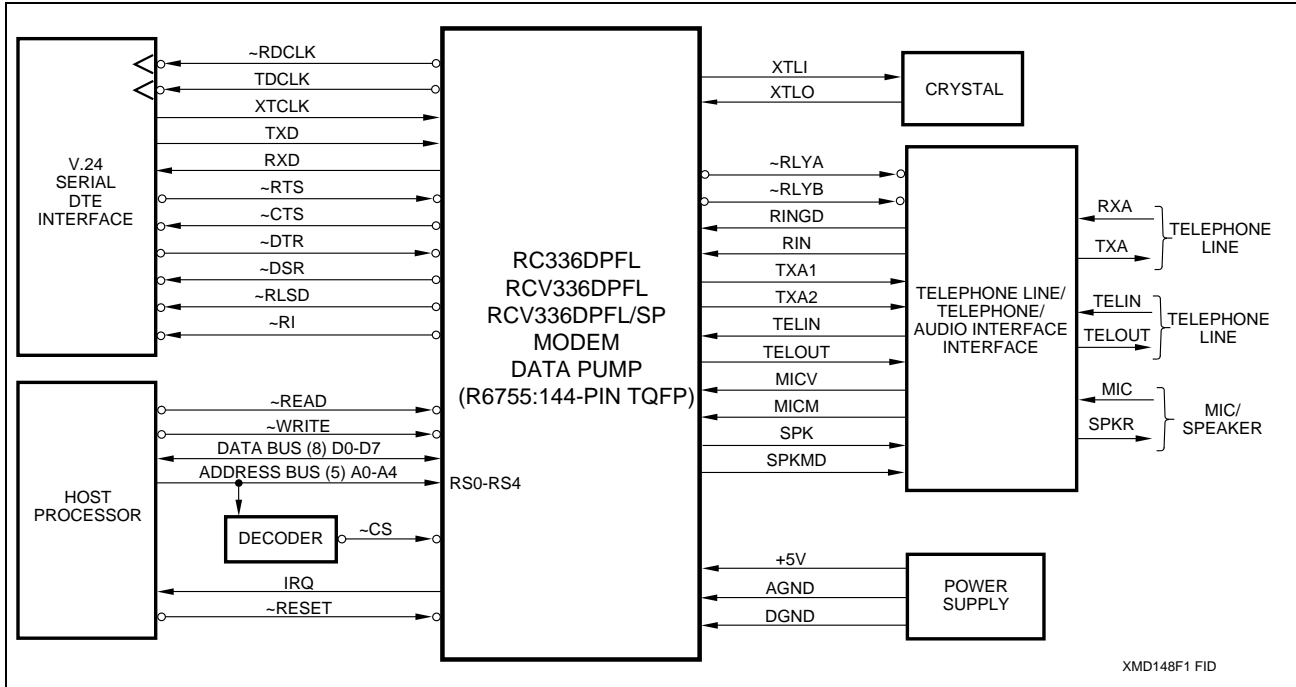 ~RDCLK
TDCLK
XTCLK
TXD
RXD
~RTS
~CTS
~DTR
~DSR
~RLSD
~RI
V.24
SERIAL
DTE
INTERFACE
HOST
PROCESSOR
~READ
~WRITE
DATA BUS (8) D0-D7
ADDRESS BUS (5) A0-A4
RS0-RS4
DECODER
~CS
IRQ
~RESET
RC336DPFL
RCV336DPFL
RCV336DPFL/SP
MODEM
DATA PUMP
(R6755:144-PIN TQFP)
XTLI
XTLO
CRYSTAL
~RLYA
~RLYB
RINGD
RIN
TXA1
TXA2
TELIN
TELOUT
MICV
MICM
SPK
SPKMD
TELEPHONE LINE/
TELEPHONE/
AUDIO INTERFACE
INTERFACE
RXA
TXA
TELEPHONE
LINE
TELIN
TELOUT
TELEPHONE
LINE
MIC
SPKR
MIC/
SPEAKER
+5V
AGND
DGND
POWER
SUPPLY
XMD148F1 FID